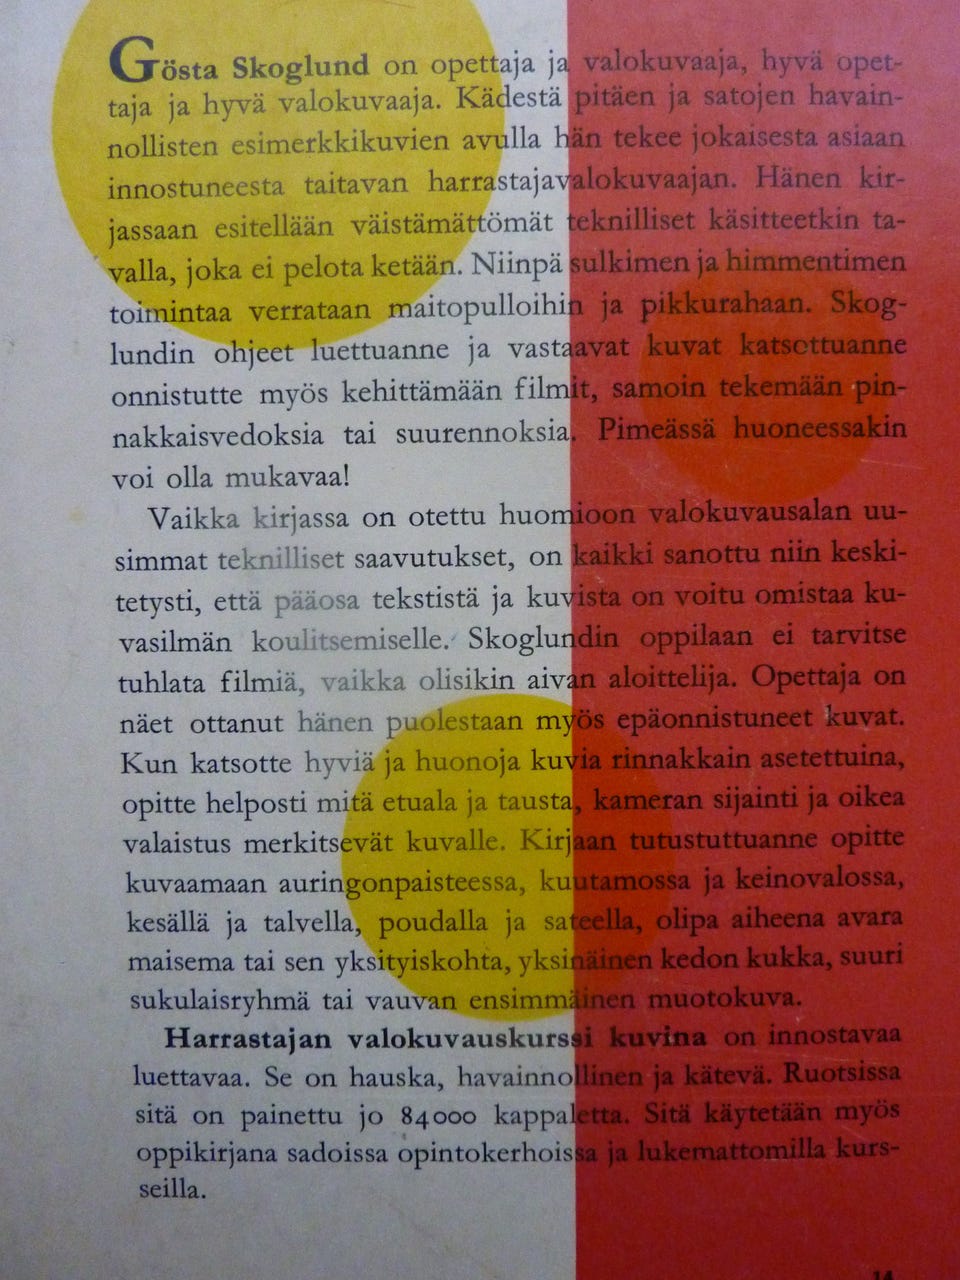 Gösta Skoglund on opettaja ja valokuvaaja, hyvä opet-
taja ja hyvä valokuvaaja. Kädestä pitäen ja satojen havain-
nollisten esimerkkikuvien avulla hän tekee jokaisesta asiaan
innostuneesta taitavan harrastajavalokuvaajan. Hänen kir-
jassaan esitellään väistämättömät teknilliset käsitteetkin ta-
valla, joka ei pelota ketään. Niinpä sulkimen ja himmentimen
toimintaa verrataan maitopulloihin ja pikkurahaan. Skog-
lundin ohjeet luettuanne ja vastaavat kuvat katsottuanne
onnistutte myös kehittämään filmit, samoin tekemään pin-
nakkaisvedoksia tai suurennoksia. Pimeässä huoneessakin
voi olla mukavaa!
Vaikka kirjassa on otettu huomioon valokuvausalan uu-
simmat teknilliset saavutukset, on kaikki sanottu niin keski-
tetysti, että pääosa tekstistä ja kuvista on voitu omistaa ku-
vasilmän koulitsemiselle. Skoglundin oppilaan ei tarvitse
tuhlata filmiä, vaikka olisikin aivan aloittelija. Opettaja on
näet ottanut hänen puolestaan myös epäonnistuneet kuvat.
Kun katsotte hyviä ja huonoja kuvia rinnakkain asetettuina,
opitte helposti mitä etuala ja tausta, kameran sijainti ja oikea
valaistus merkitsevät kuvalle. Kirjaan tutustuttuanne opitte
kuvaamaan auringonpaisteessa, kuutamossa ja keinovalossa,
kesällä ja talvella, poudalla ja sateella, olipa aiheena avara
maisema tai sen yksityiskohta, yksinäinen kedon kukka, suuri
sukulaisryhmä tai vauvan ensimmäinen muotokuva.
Harrastajan valokuvauskurssi kuvina on innostavaa
luettavaa. Se on hauska, havainnollinen ja kätevä. Ruotsissa
sitä on painettu jo 84000 kappaletta. Sitä käytetään myös
oppikirjana sadoissa opintokerhoissa ja lukemattomilla kurs-
seilla.